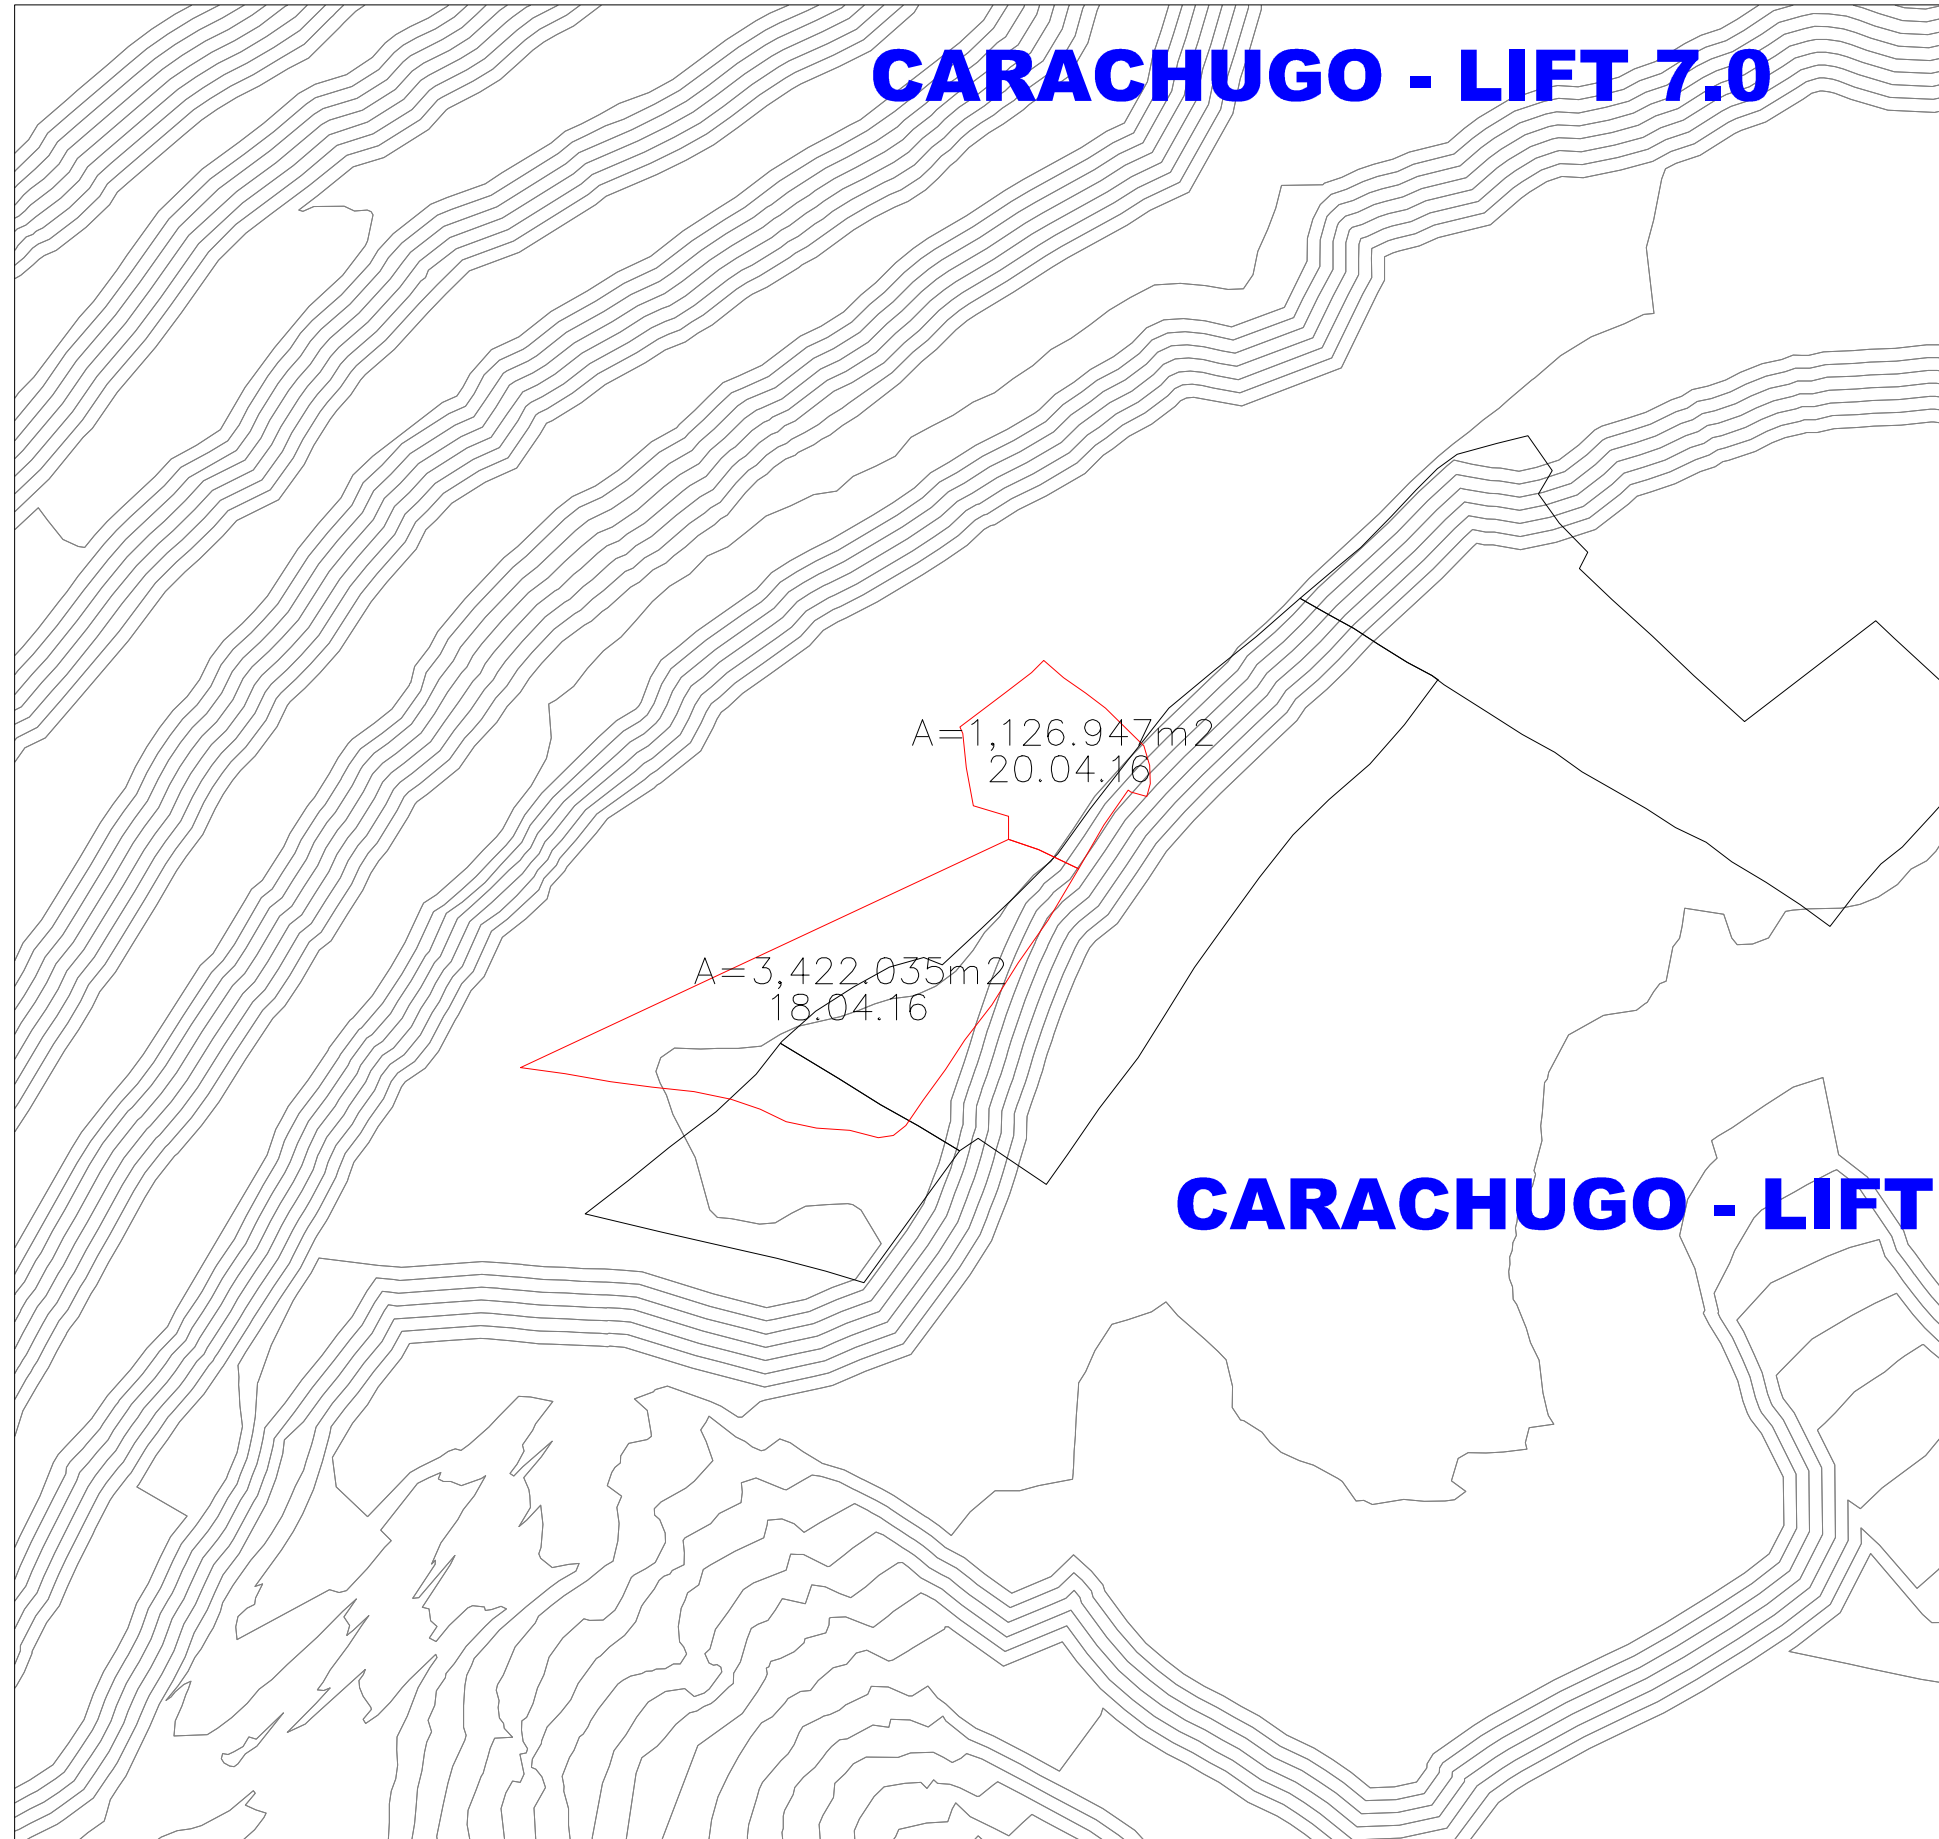 CARACHUGO - LIFT 7.0
A=1,126.947m2
20.04.16
A=3,422.035m2
18.04.16
CARACHUGO - LIFT